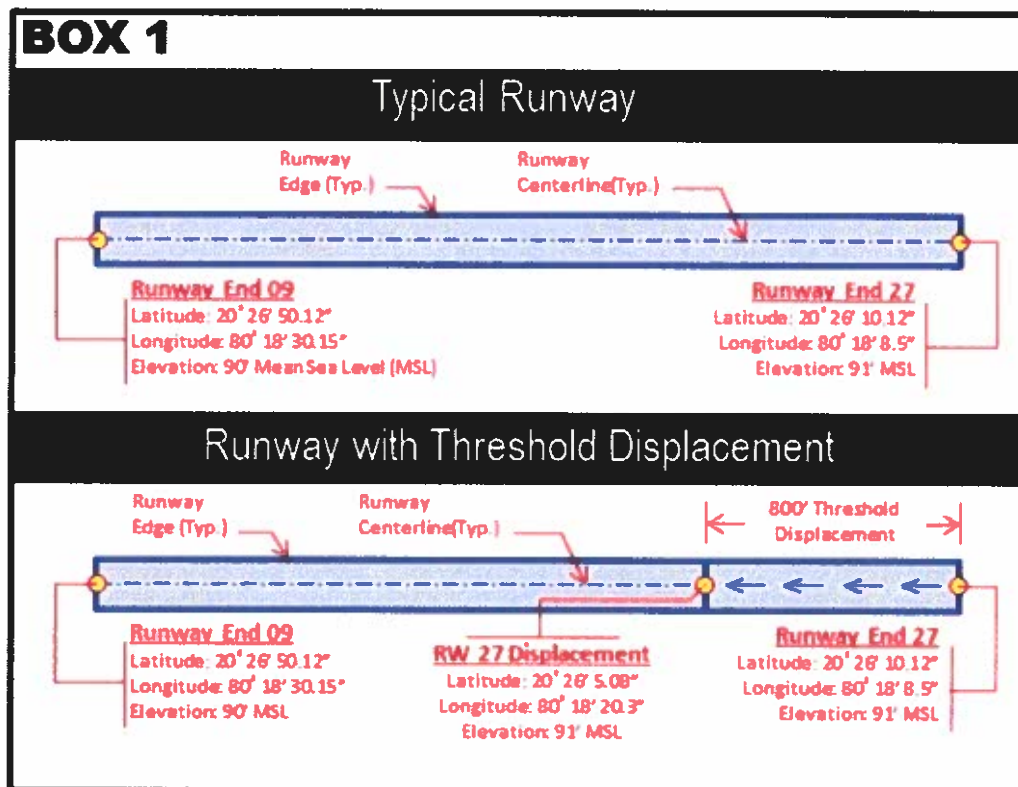 BOX 1
Typical Runway
Runway
Edge (Typ.)
Runway
Centerline(Typ.)
Runway End 09
Latitude: 20° 26' 50.12"
Longitude: 80° 18' 30.15"
Elevation: 90' Mean Sea Level (MSL)
Runway End 27
Latitude: 20° 26' 10.12"
Longitude: 80° 18' 8.5"
Elevation: 91' MSL
Runway with Threshold Displacement
Runway
Edge (Typ.)
Runway
Centerline(Typ.)
800' Threshold
Displacement
Runway End 09
Latitude: 20° 26' 50.12"
Longitude: 80° 18' 30.15"
Elevation: 90' MSL
RW 27 Displacement
Latitude: 20° 26' 5.08"
Longitude: 80° 18' 20.3"
Elevation: 91' MSL
Runway End 27
Latitude: 20° 26' 10.12"
Longitude: 80° 18' 8.5"
Elevation: 91' MSL